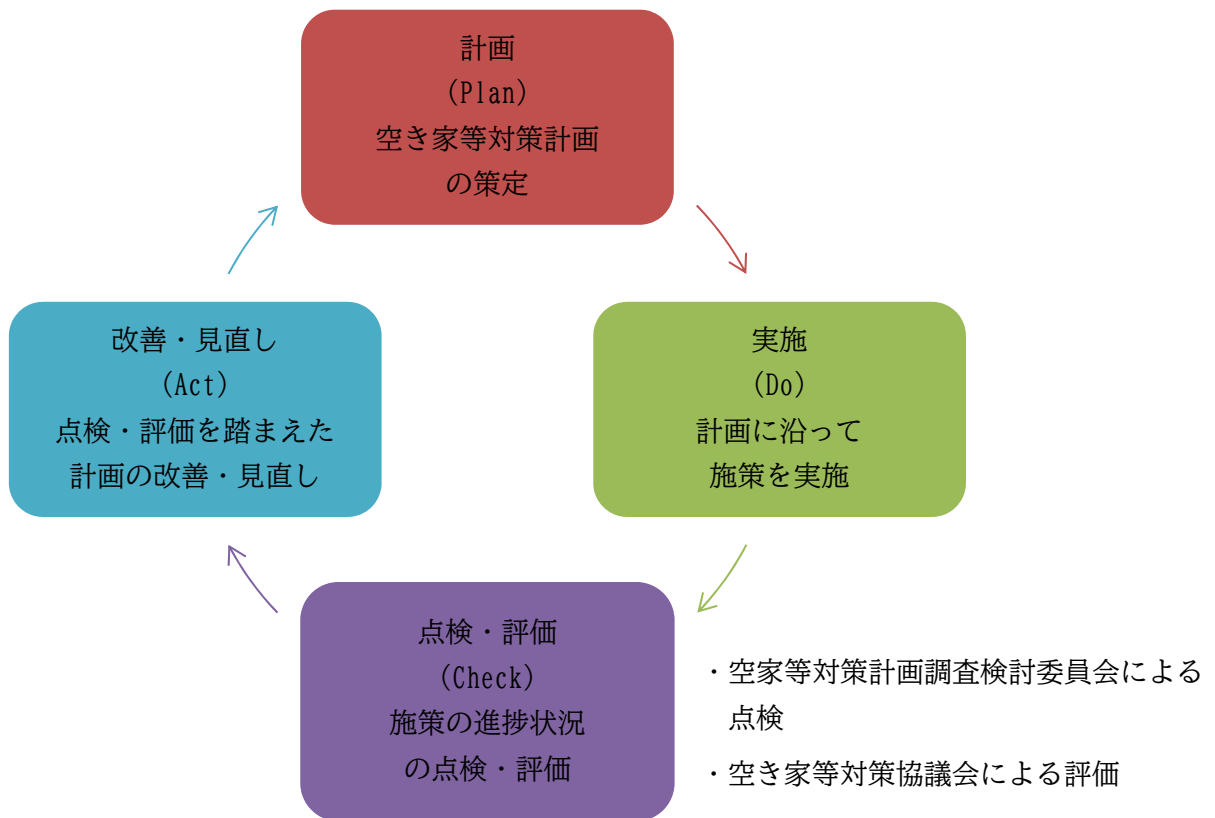 計画
(Plan)
空き家等対策計画
の策定
改善・見直し
(Act)
点検・評価を踏まえた
計画の改善・見直し
実施
(Do)
計画に沿って
施策を実施
点検・評価
(Check)
施策の進捗状況
の点検・評価
・空家等対策計画調査検討委員会による
点検
・空き家等対策協議会による評価